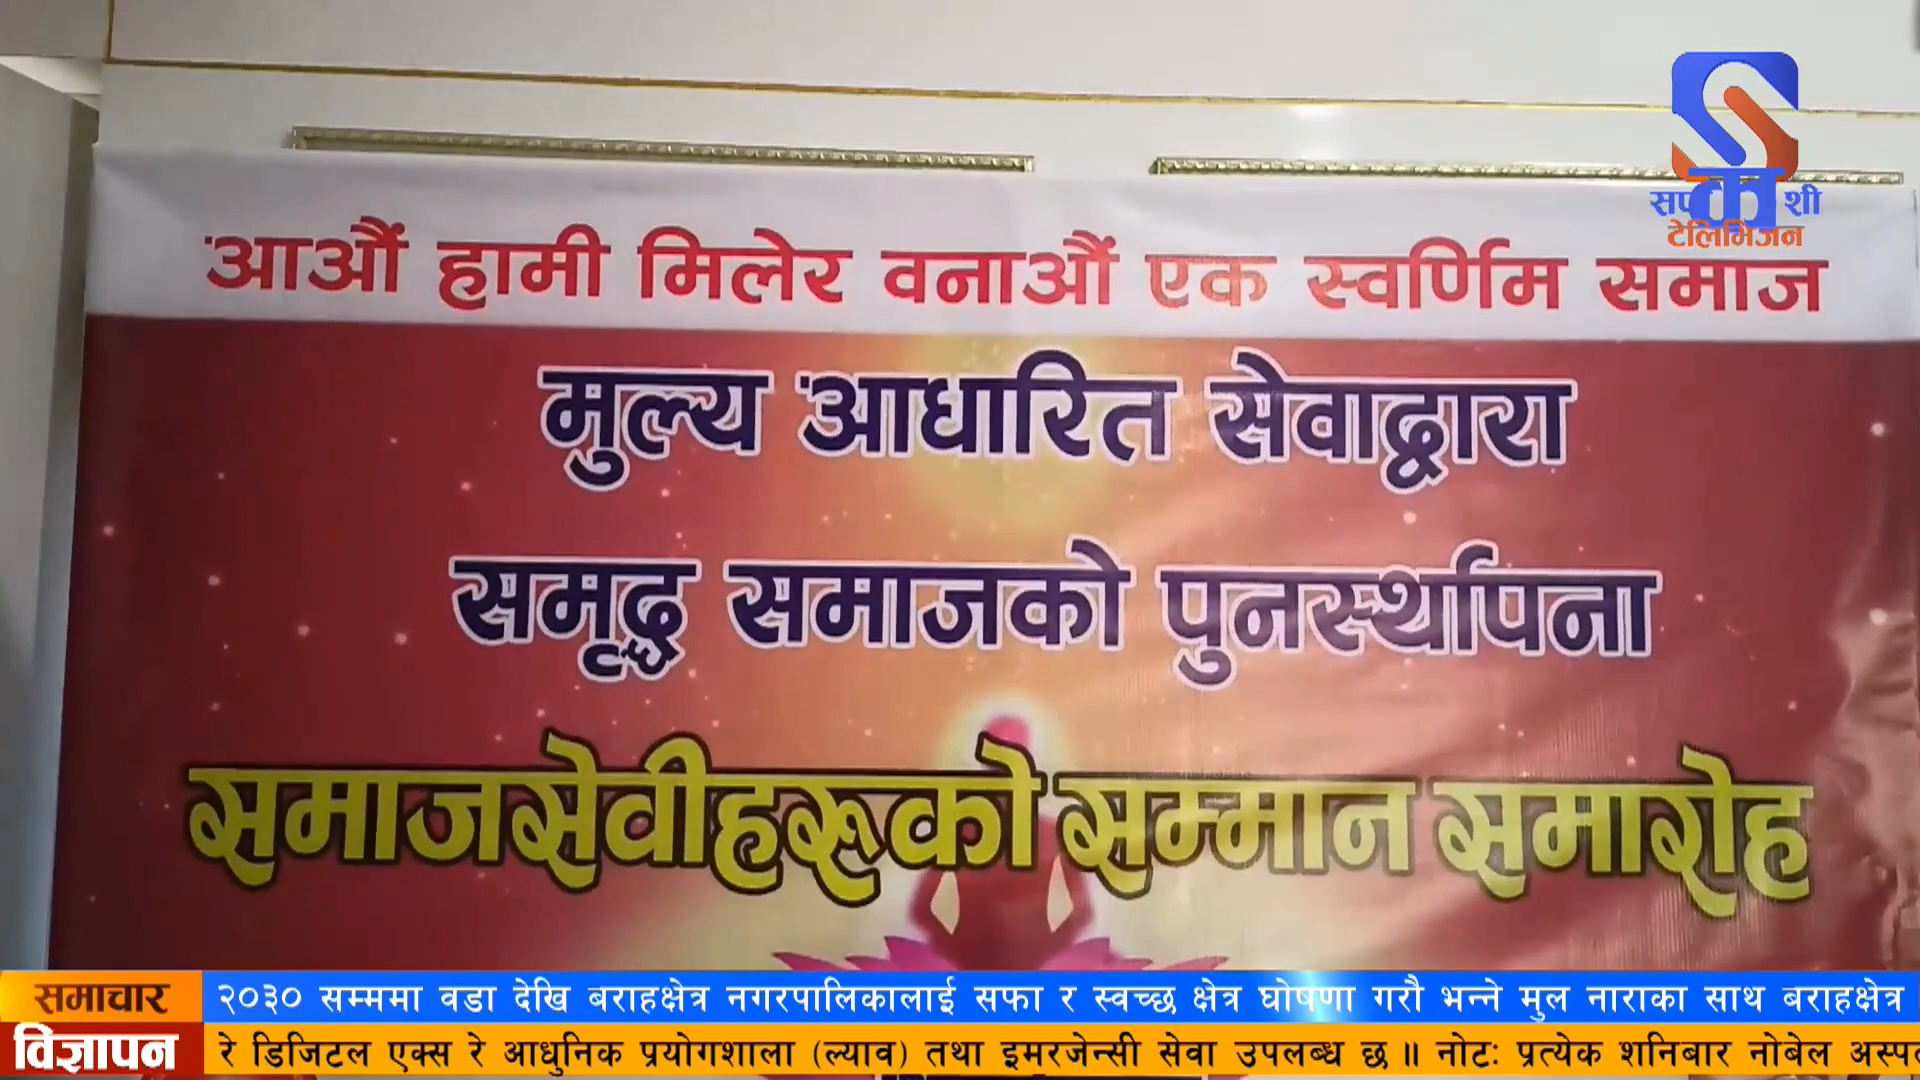 आऔं हामी मिलेर वनाऔं एक स्वर्णिम समाज
मुल्य आधारित सेवाद्वारा
समृद्ध समाजको पुनर्स्थापना
समाजसेवीहरूको सम्मान समारोह
टेलिभिजन
समाचार २०३० सम्ममा वडा देखि बराहक्षेत्र नगरपालिकालाई सफा र स्वच्छ क्षेत्र घोषणा गरौ भन्ने मुल नाराका साथ बराहक्षेत्र
विज्ञापन रे डिजिटल एक्स रे आधुनिक प्रयोगशाला (ल्याव) तथा इमरजेन्सी सेवा उपलब्ध छ ॥ नोटः प्रत्येक शनिबार नोबेल